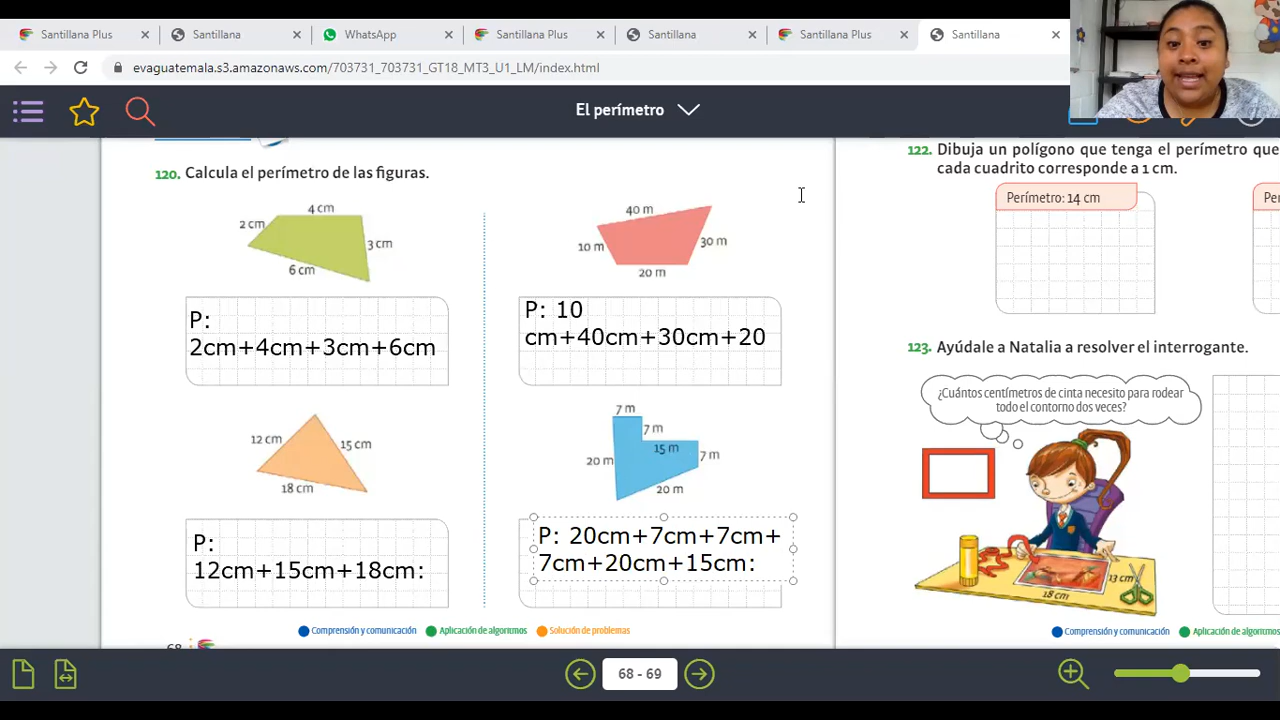 Santillana Plus
Santillana
WhatsApp
Santillana Plus
Santillana
Santillana Plus
Santillana
evaguatemala.s3.amazonaws.com/703731_703731_GT18_MT3_U1_LM/index.html
El perímetro
120. Calcula el perímetro de las figuras.
4 cm
2 cm
3 cm
6 cm
40 m
10 m
30 m
20 m
P:
2cm+4cm+3cm+6cm
P: 10
cm+40cm+30cm+20
12 cm
15 cm
18 cm
7 m
7 m
15 m
20 m
7 m
20 m
P:
12cm+15cm+18cm:
P: 20cm+7cm+7cm+
7cm+20cm+15cm:
Comprensión y comunicación
Aplicación de algoritmos
Solución de problemas
68
122. Dibuja un polígono que tenga el perímetro que
cada cuadrito corresponde a 1 cm.
Perímetro: 14 cm
Per
123. Ayúdale a Natalia a resolver el interrogante.
¿Cuántos centímetros de cinta necesito para rodear
todo el contorno dos veces?
13 cm
18 cm
Comprensión y comunicación
Aplicación de algoritmos
68 - 69